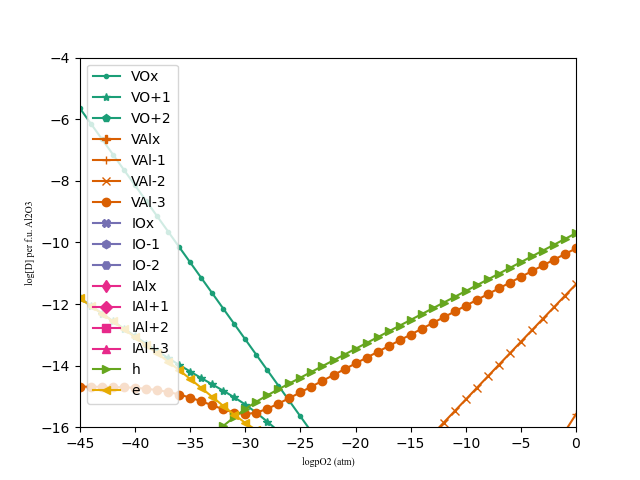 −4
−6
−8
−10
−12
−14
−16
log[D] per f.u. Al2O3
VOx
VO+1
VO+2
VAlx
VAl-1
VAl-2
VAl-3
IOx
IO-1
IO-2
IAlx
IAl+1
IAl+2
IAl+3
h
e
−45 −40 −35 −30 −25 −20 −15 −10 −5 0
logpO2 (atm)